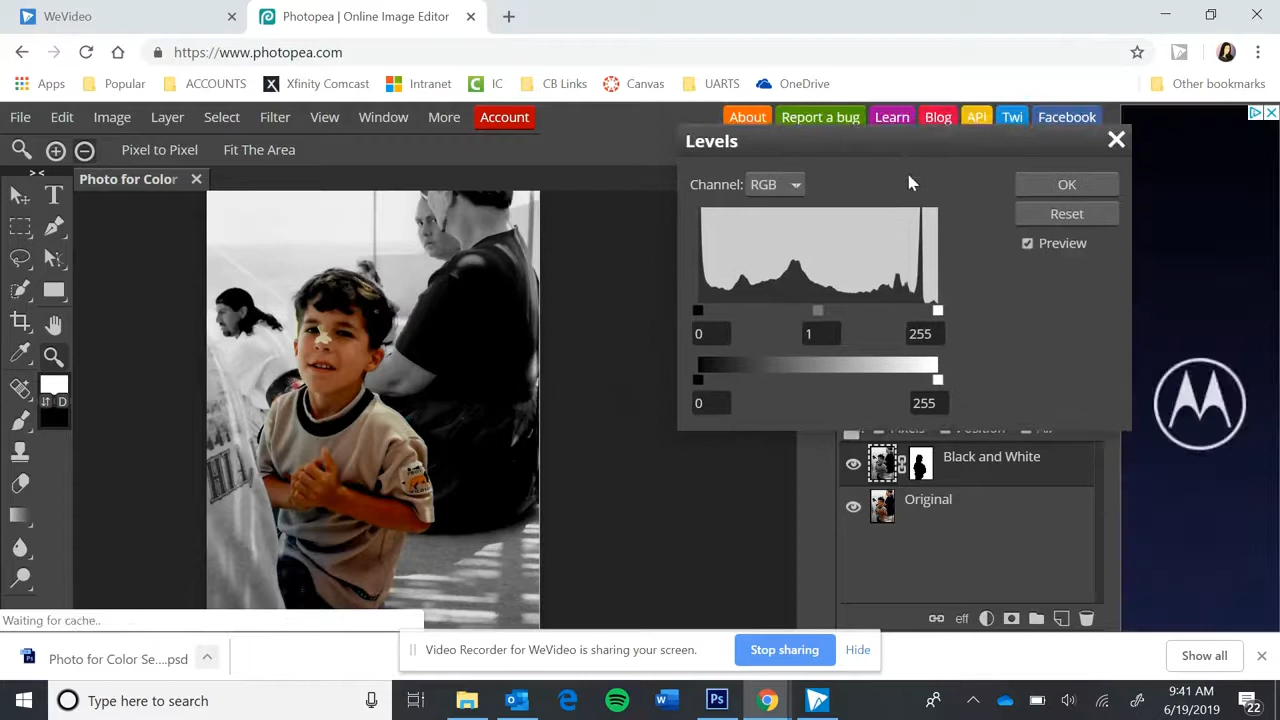 WeVideo
Photopea | Online Image Editor
https://www.photopea.com
Apps Popular ACCOUNTS Xfinity Comcast Intranet IC CB Links Canvas UARTS OneDrive Other bookmarks
File Edit Image Layer Select Filter View Window More Account
About Report a bug Learn Blog API Twi Facebook
Pixel to Pixel Fit The Area
Photo for Color
Levels
Channel: RGB OK
Reset
Preview
0 1 255
0 255
Black and White
Original
eff
D
Waiting for cache..
Photo for Color Se....psd
Video Recorder for WeVideo is sharing your screen. Stop sharing Hide
Show all
Type here to search
9:41 AM
6/19/2019
22